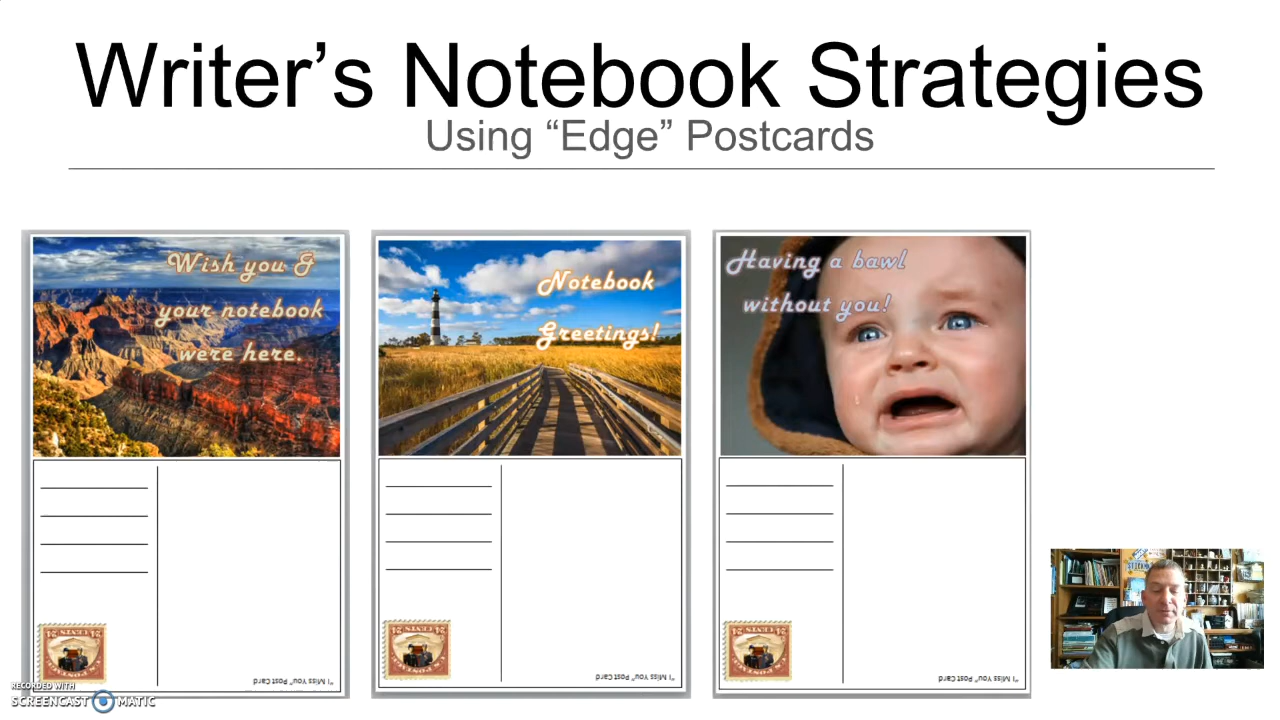 Writer’s Notebook Strategies
Using “Edge” Postcards
Wish you &
your notebook
were here.
Notebook
Greetings!
Having a bawl
without you!
"I Miss You" Post Card
"I Miss You" Post Card
"I Miss You" Post Card
RECORDED WITH
SCREENCAST MATIC